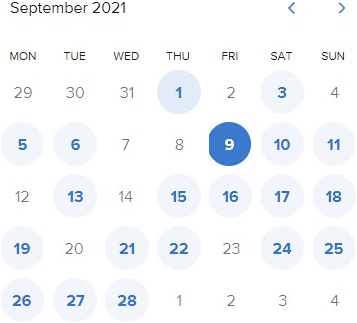 September 2021
MON TUE WED THU FRI SAT SUN
29 30 31 1 2 3 4
5 6 7 8 9 10 11
12 13 14 15 16 17 18
19 20 21 22 23 24 25
26 27 28 1 2 3 4